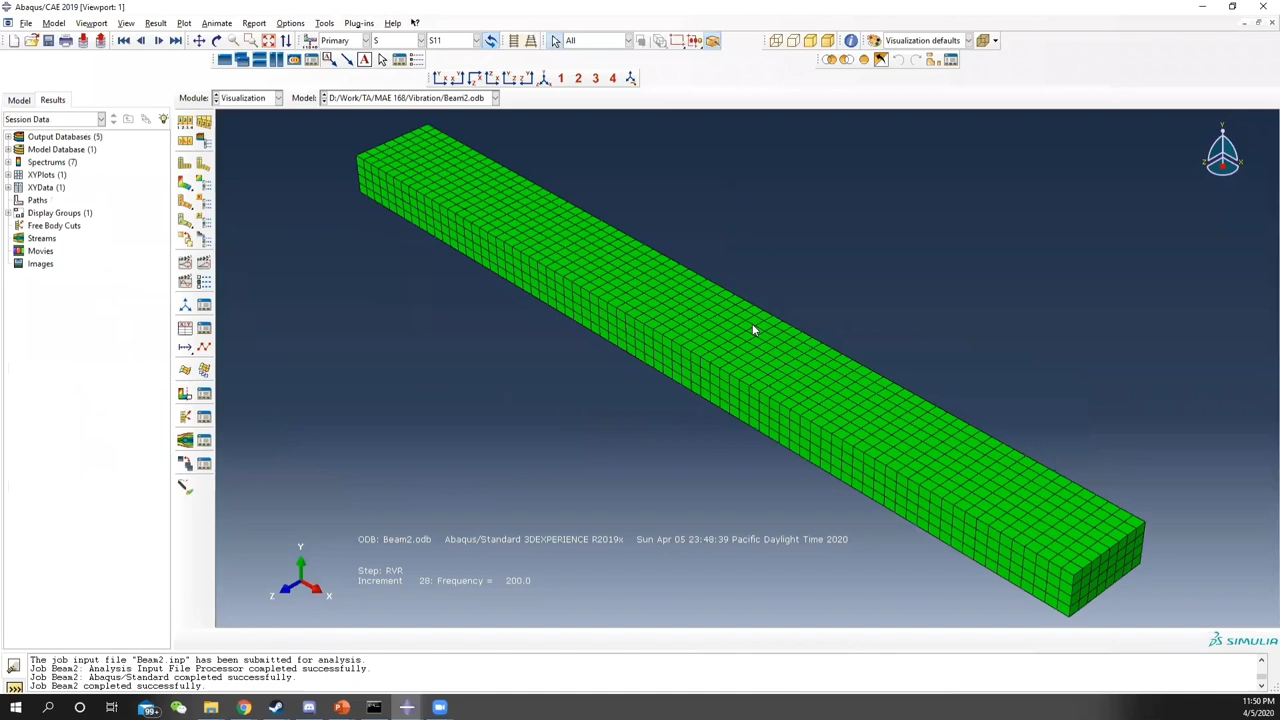 Abaqus/CAE 2019 [Viewport: 1]
File Model Viewport View Result Plot Animate Report Options Tools Plug-ins Help
Primary S S11 All Visualization defaults
A 1 2 3 4
Model Results Module: Visualization Model: D:/Work/TA/MAE 168/Vibration/Beam2.odb
Session Data
Output Databases (5)
Model Database (1)
Spectrums (7)
XYPlots (1)
XYData (1)
Paths
Display Groups (1)
Free Body Cuts
Streams
Movies
Images
Y
Z X
ODB: Beam2.odb Abaqus/Standard 3DEXPERIENCE R2019x Sun Apr 05 23:48:39 Pacific Daylight Time 2020
Step: RVR
Increment 28: Frequency = 200.0
Y
Z X
SIMULIA
The job input file "Beam2.inp" has been submitted for analysis.
Job Beam2: Analysis Input File Processor completed successfully.
Job Beam2: Abaqus/Standard completed successfully.
Job Beam2 completed successfully.
>>>
99+
11:50 PM
4/5/2020